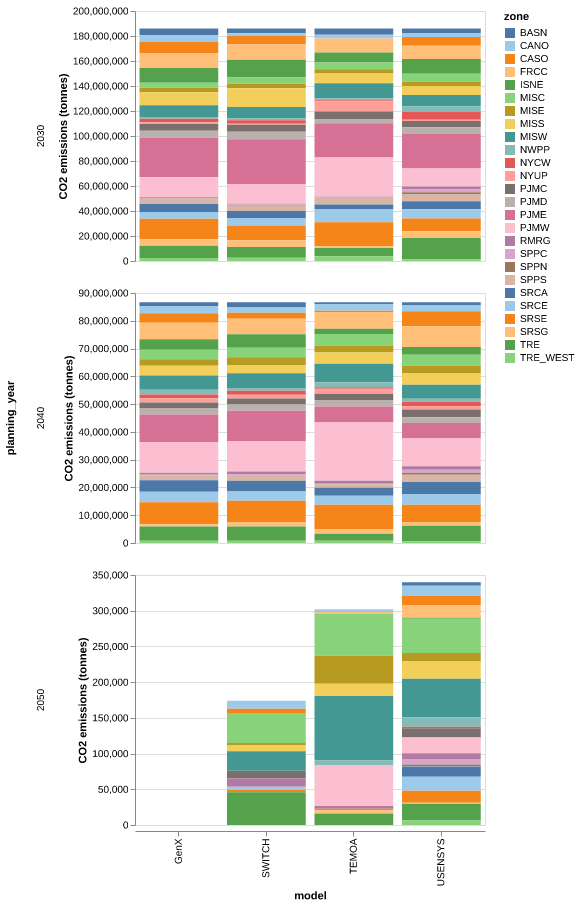 planning_year
2030
CO2 emissions (tonnes)
200,000,000
180,000,000
160,000,000
140,000,000
120,000,000
100,000,000
80,000,000
60,000,000
40,000,000
20,000,000
0
2040
CO2 emissions (tonnes)
90,000,000
80,000,000
70,000,000
60,000,000
50,000,000
40,000,000
30,000,000
20,000,000
10,000,000
0
2050
CO2 emissions (tonnes)
350,000
300,000
250,000
200,000
150,000
100,000
50,000
0
GenX
SWITCH
TEMOA
USENSYS
model
zone
BASN
CANO
CASO
FRCC
ISNE
MISC
MISE
MISS
MISW
NWPP
NYCW
NYUP
PJMC
PJMD
PJME
PJMW
RMRG
SPPC
SPPN
SPPS
SRCA
SRCE
SRSE
SRSG
TRE
TRE_WEST